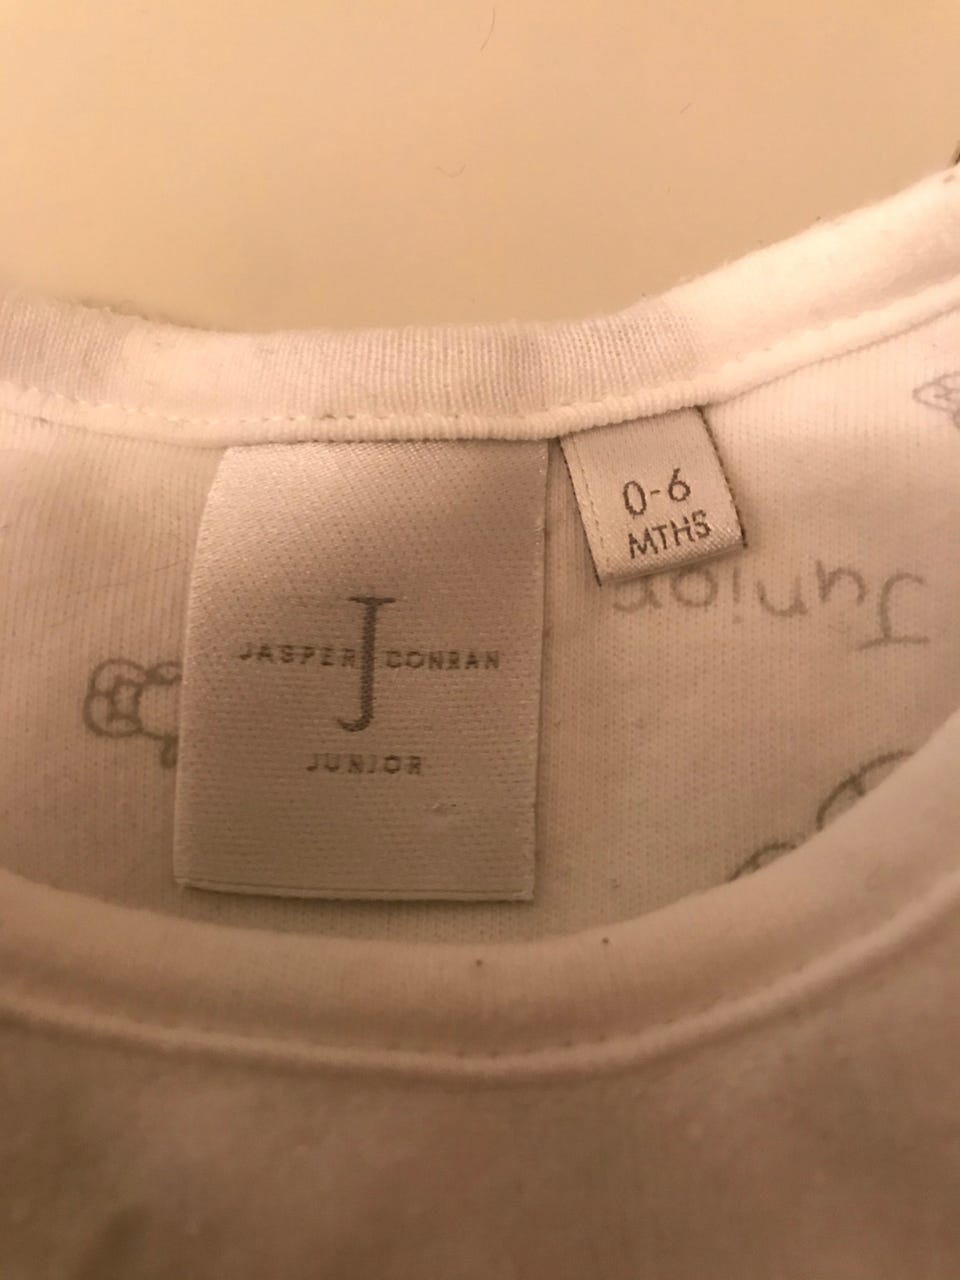 J
JASPER CONRAN
JUNIOR
0-6
MTHS
Junior